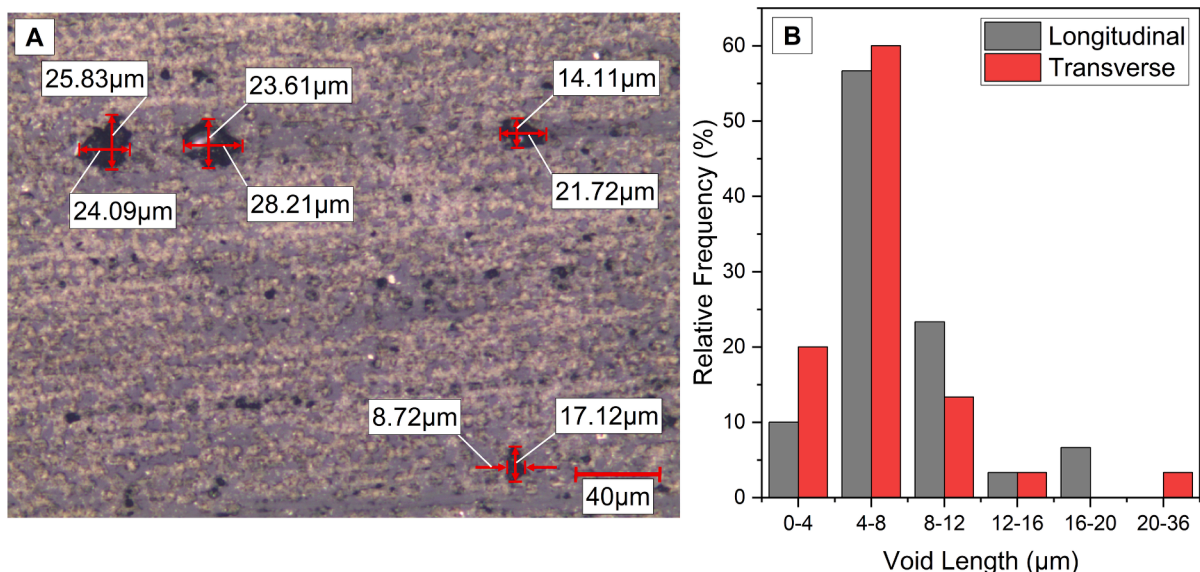 A
25.83µm
23.61µm
14.11µm
24.09µm
28.21µm
21.72µm
8.72µm
17.12µm
40µm
B
Longitudinal
Transverse
Relative Frequency (%)
60
50
40
30
20
10
0
0-4 4-8 8-12 12-16 16-20 20-36
Void Length (µm)